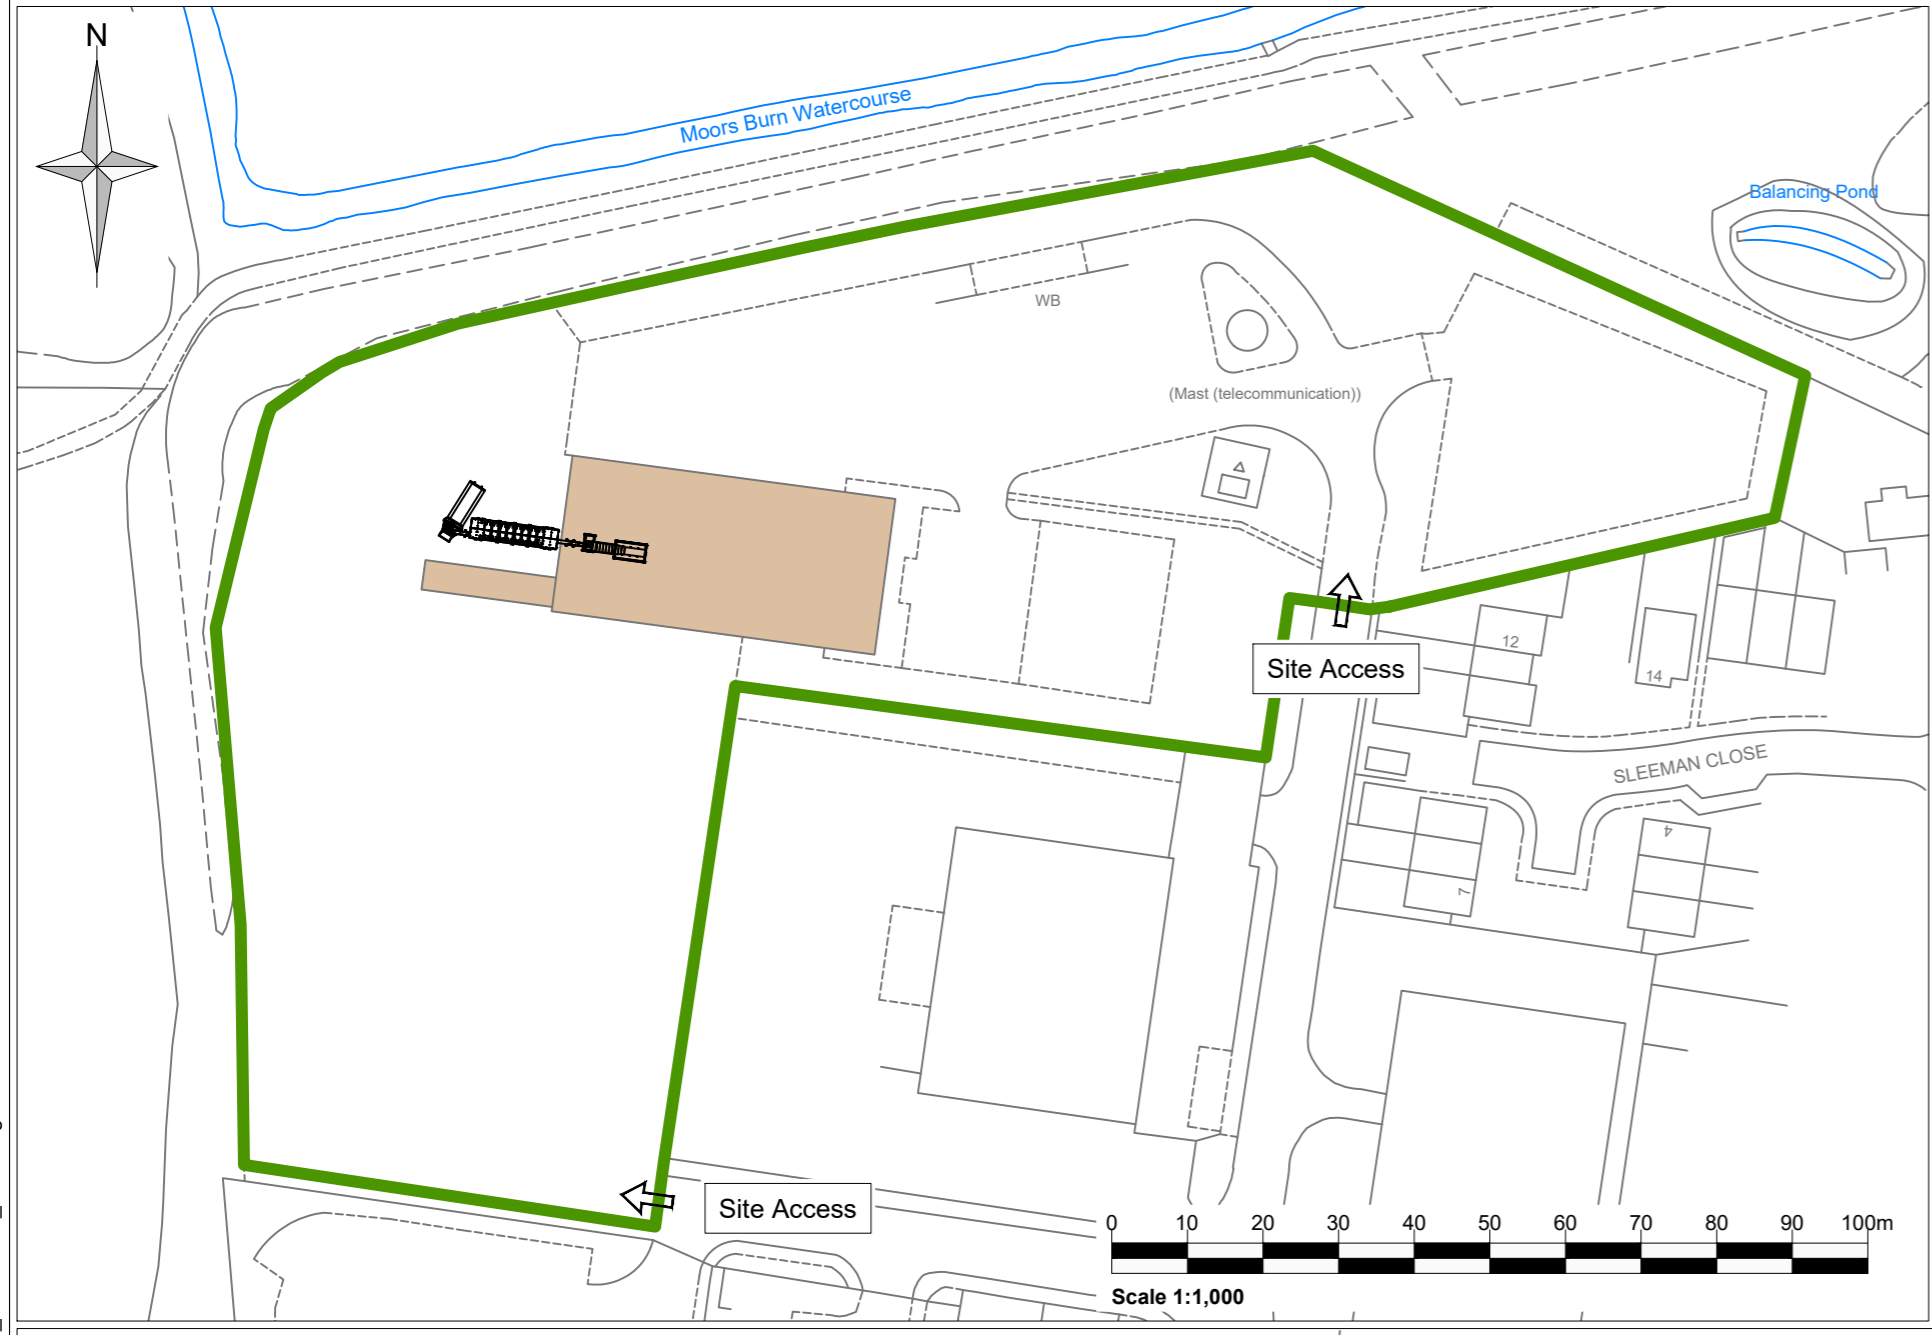 N
Moors Burn Watercourse
Balancing Pond
WB
(Mast (telecommunication))
Site Access
12
14
SLEEMAN CLOSE
4
7
Site Access
0 10 20 30 40 50 60 70 80 90 100m
Scale 1:1,000